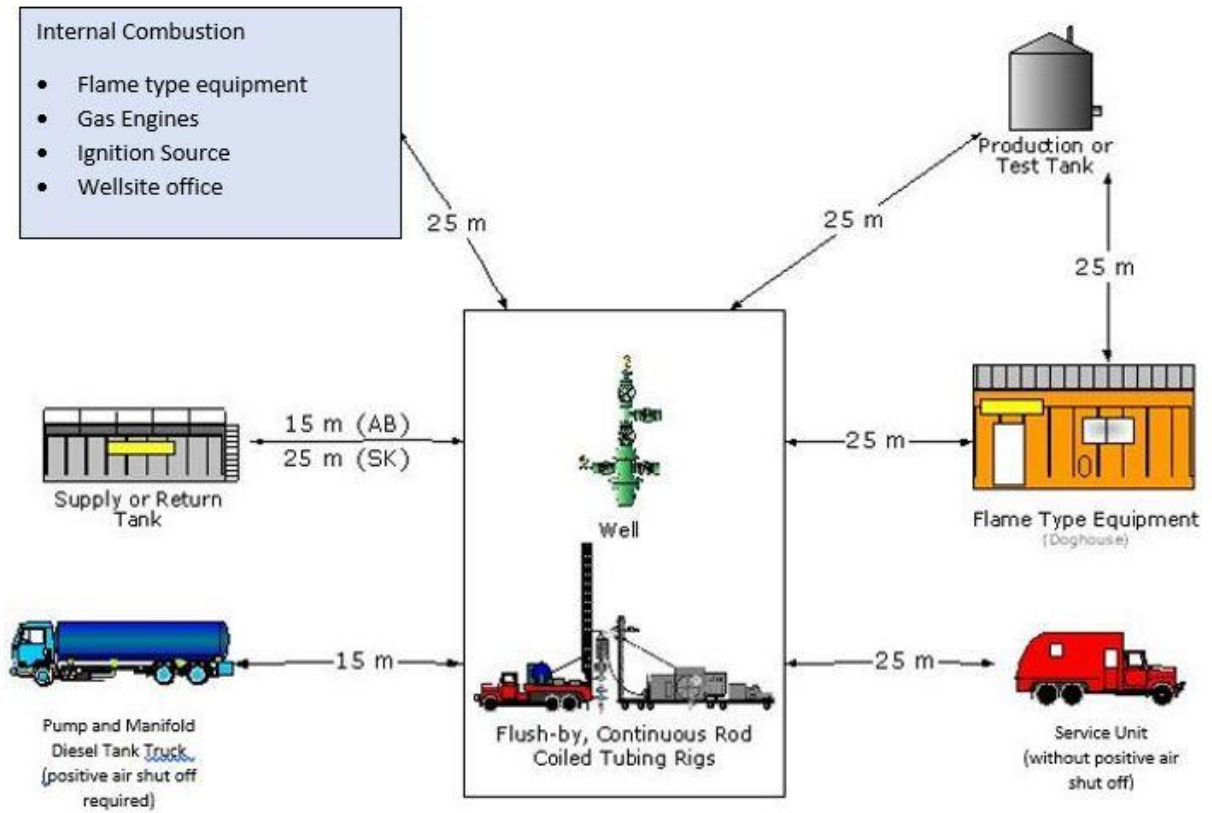 Internal Combustion
• Flame type equipment
• Gas Engines
• Ignition Source
• Wellsite office
25 m
Production or
Test Tank
25 m
25 m
15 m (AB)
25 m (SK)
Supply or Return
Tank
Well
25 m
Flame Type Equipment
(Doghouse)
15 m
25 m
Pump and Manifold
Diesel Tank Truck
(positive air shut off
required)
Flush-by, Continuous Rod
Coiled Tubing Rigs
Service Unit
(without positive air
shut off)